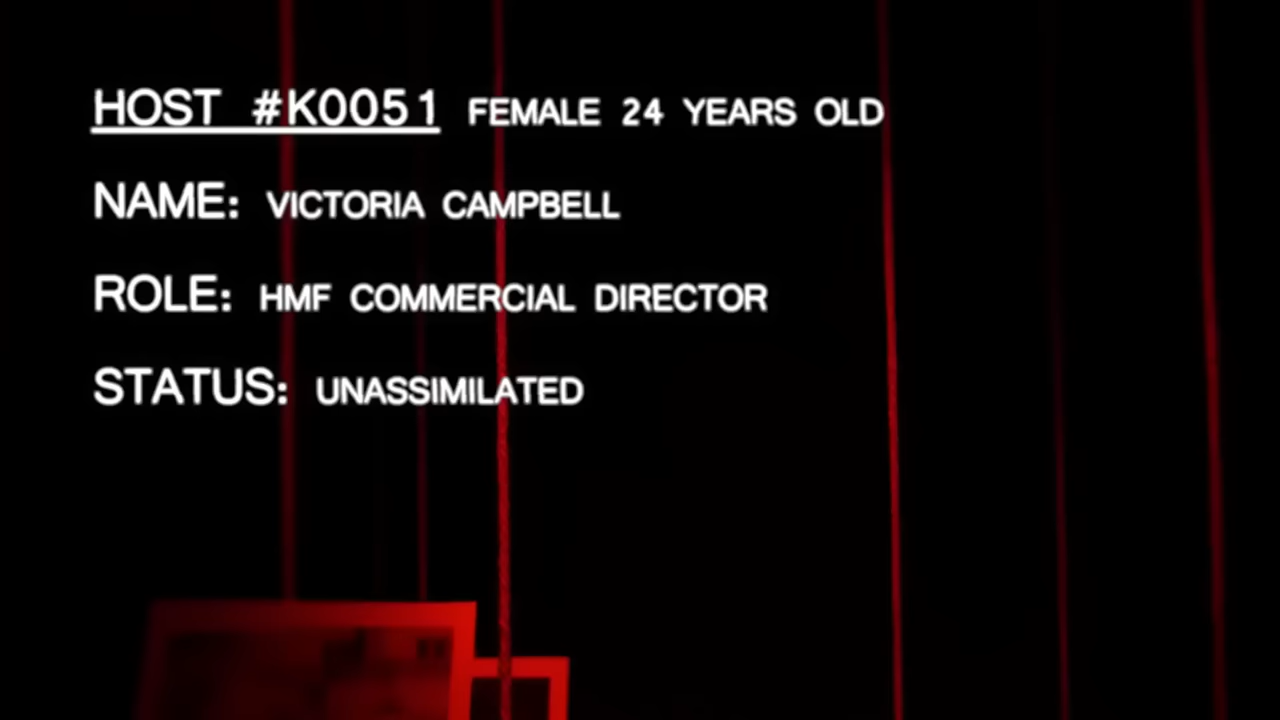 HOST #K0051 FEMALE 24 YEARS OLD
NAME: VICTORIA CAMPBELL
ROLE: HMF COMMERCIAL DIRECTOR
STATUS: UNASSIMILATED